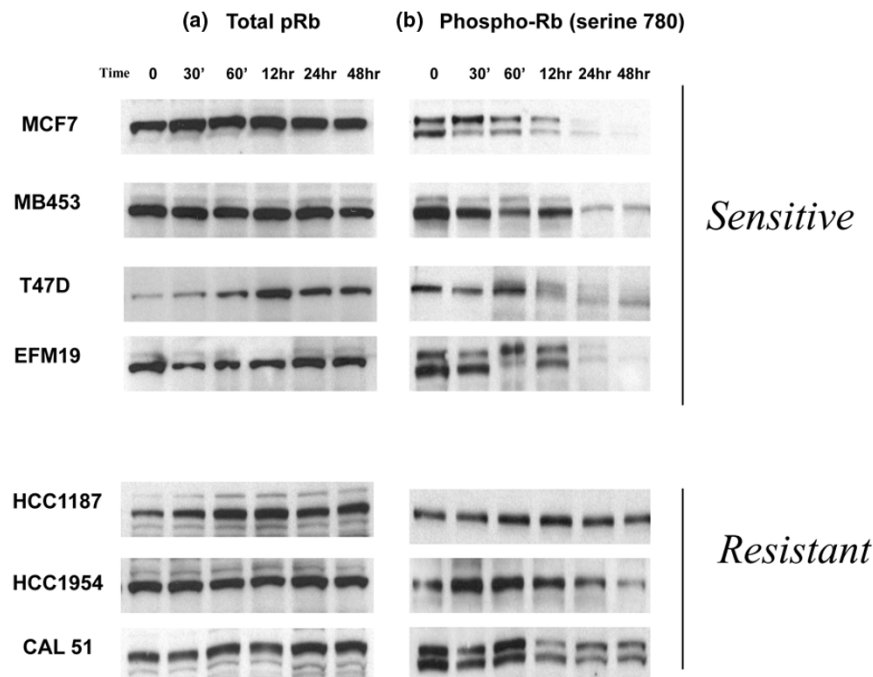 (a) Total pRb (b) Phospho-Rb (serine 780)
Time 0 30' 60' 12hr 24hr 48hr 0 30' 60' 12hr 24hr 48hr
MCF7
MB453
Sensitive
T47D
EFM19
HCC1187
Resistant
HCC1954
CAL 51